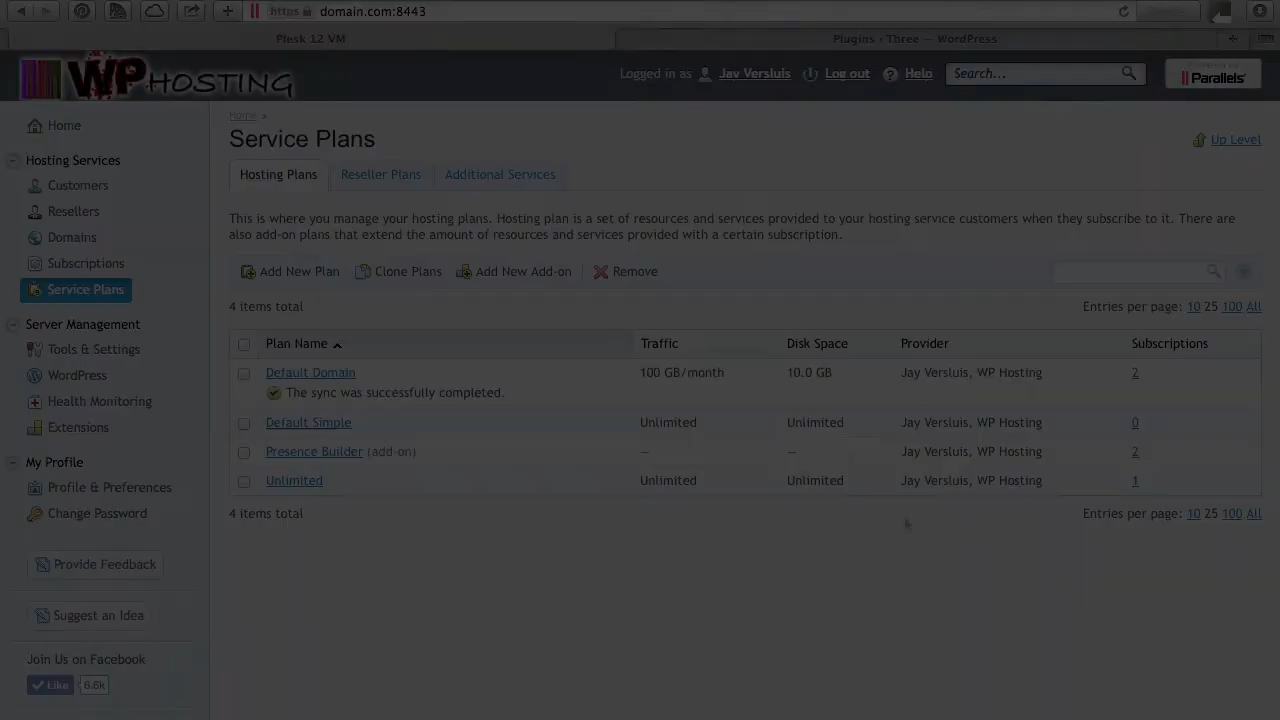 https domain.com:8443
Plesk 12 VM
Plugins ‹ Three — WordPress
WP HOSTING
Logged in as Jay Versluis Log out Help Search...
Parallels
Home
Home >
Service Plans
Up Level
Hosting Services
Hosting Plans Reseller Plans Additional Services
Customers
Resellers
This is where you manage your hosting plans. Hosting plan is a set of resources and services provided to your hosting service customers when they subscribe to it. There are
also add-on plans that extend the amount of resources and services provided with a certain subscription.
Domains
Subscriptions
Add New Plan Clone Plans Add New Add-on Remove
Service Plans
4 items total Entries per page: 10 25 100 All
Server Management
Plan Name Traffic Disk Space Provider Subscriptions
Tools & Settings
Default Domain 100 GB/month 10.0 GB Jay Versluis, WP Hosting 2
WordPress
The sync was successfully completed.
Health Monitoring
Default Simple Unlimited Unlimited Jay Versluis, WP Hosting 0
Extensions
Presence Builder (add-on) – – Jay Versluis, WP Hosting 2
My Profile
Unlimited Unlimited Unlimited Jay Versluis, WP Hosting 1
Profile & Preferences
Change Password
4 items total Entries per page: 10 25 100 All
Provide Feedback
Suggest an Idea
Join Us on Facebook
Like 6.6k